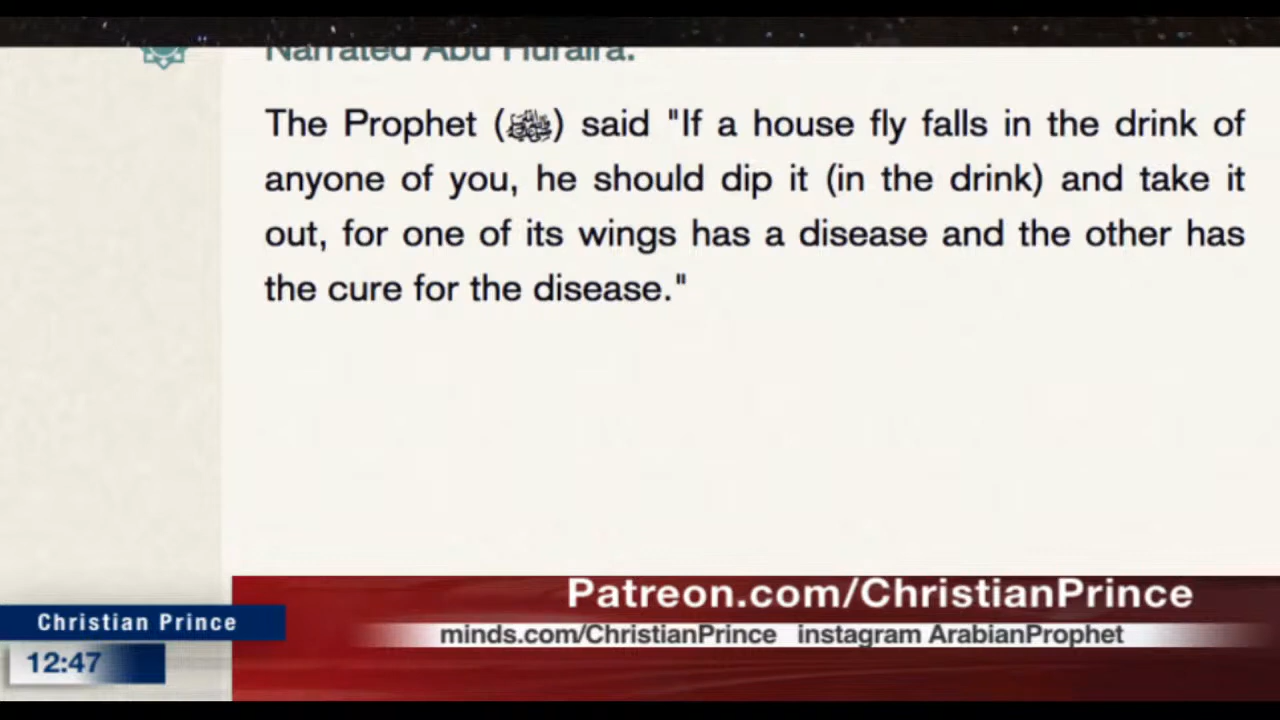 Narrated Abu Huraira:
The Prophet (ﷺ) said "If a house fly falls in the drink of
anyone of you, he should dip it (in the drink) and take it
out, for one of its wings has a disease and the other has
the cure for the disease."
Patreon.com/ChristianPrince
Christian Prince
minds.com/ChristianPrince instagram ArabianProphet
12:47